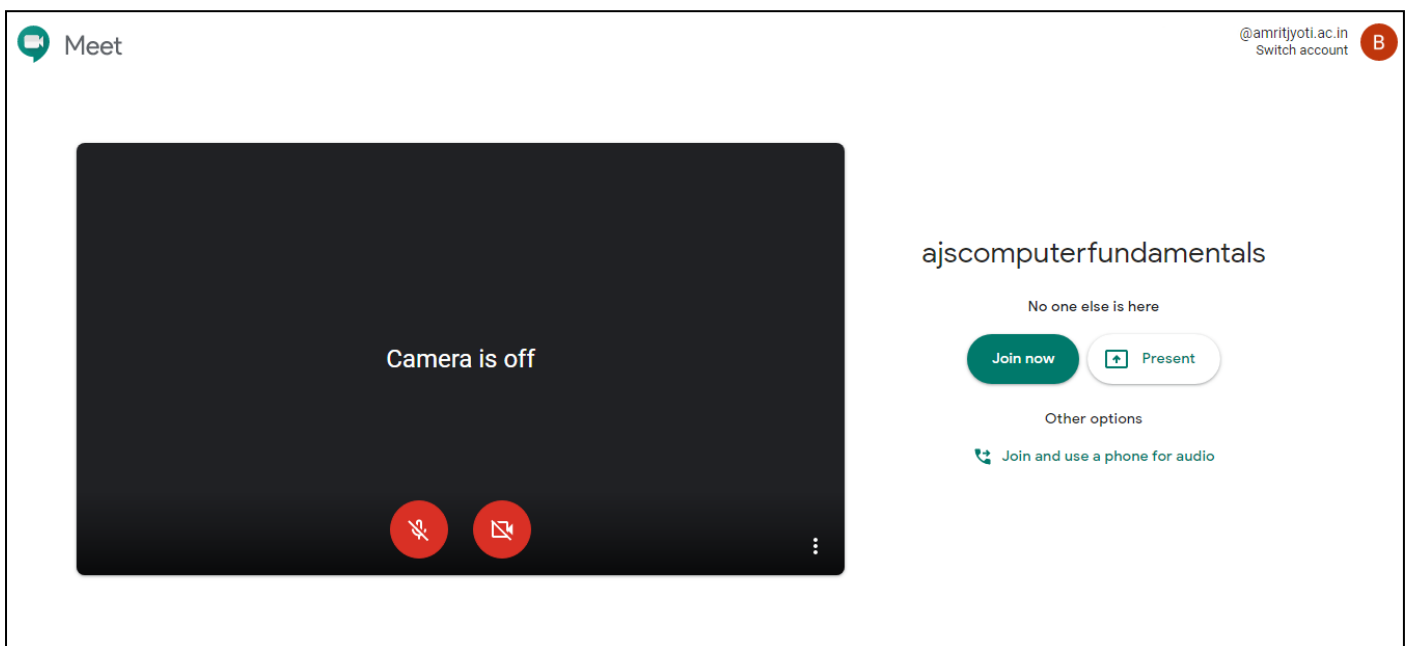 Meet
@amritjyoti.ac.in
Switch account
B
Camera is off
ajscomputerfundamentals
No one else is here
Join now
Present
Other options
Join and use a phone for audio